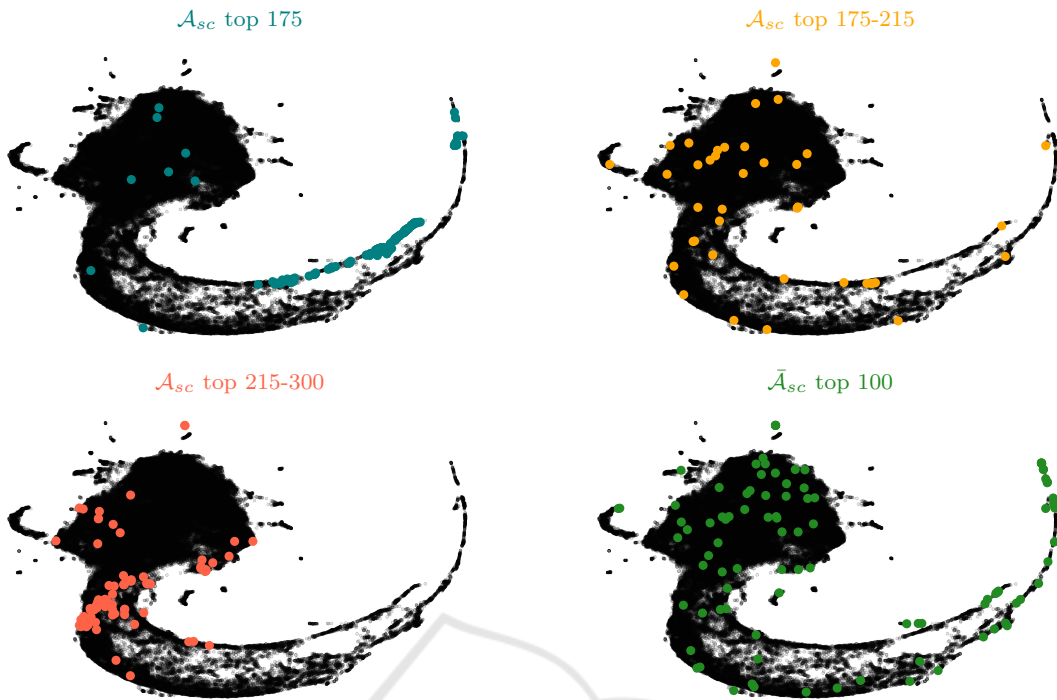 𝒜sc top 175
𝒜sc top 175-215
𝒜sc top 215-300
𝒜̄sc top 100